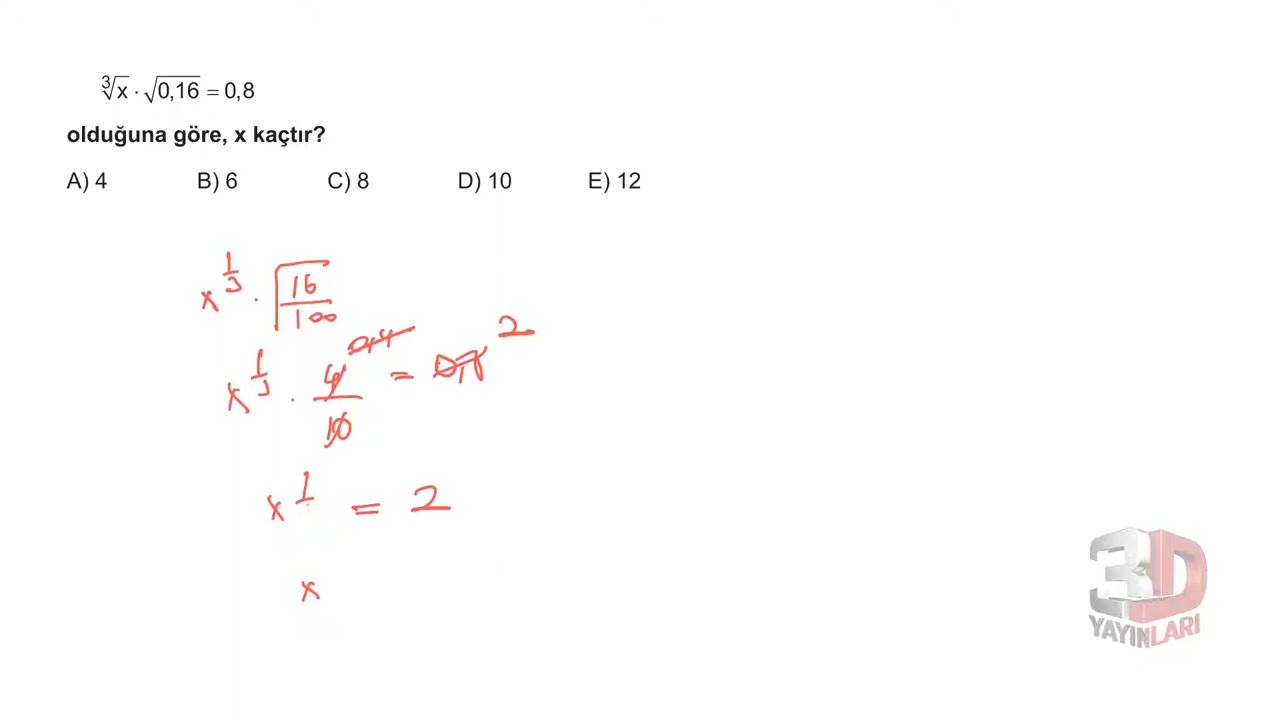 ∛x · √0,16 = 0,8
olduğuna göre, x kaçtır?
A) 4 B) 6 C) 8 D) 10 E) 12
x^(1/3) · √(16/100)
x^(1/3) · 4/10 0,4 = 0,8 2
x^1 = 2
x
3D
YAYINLARI